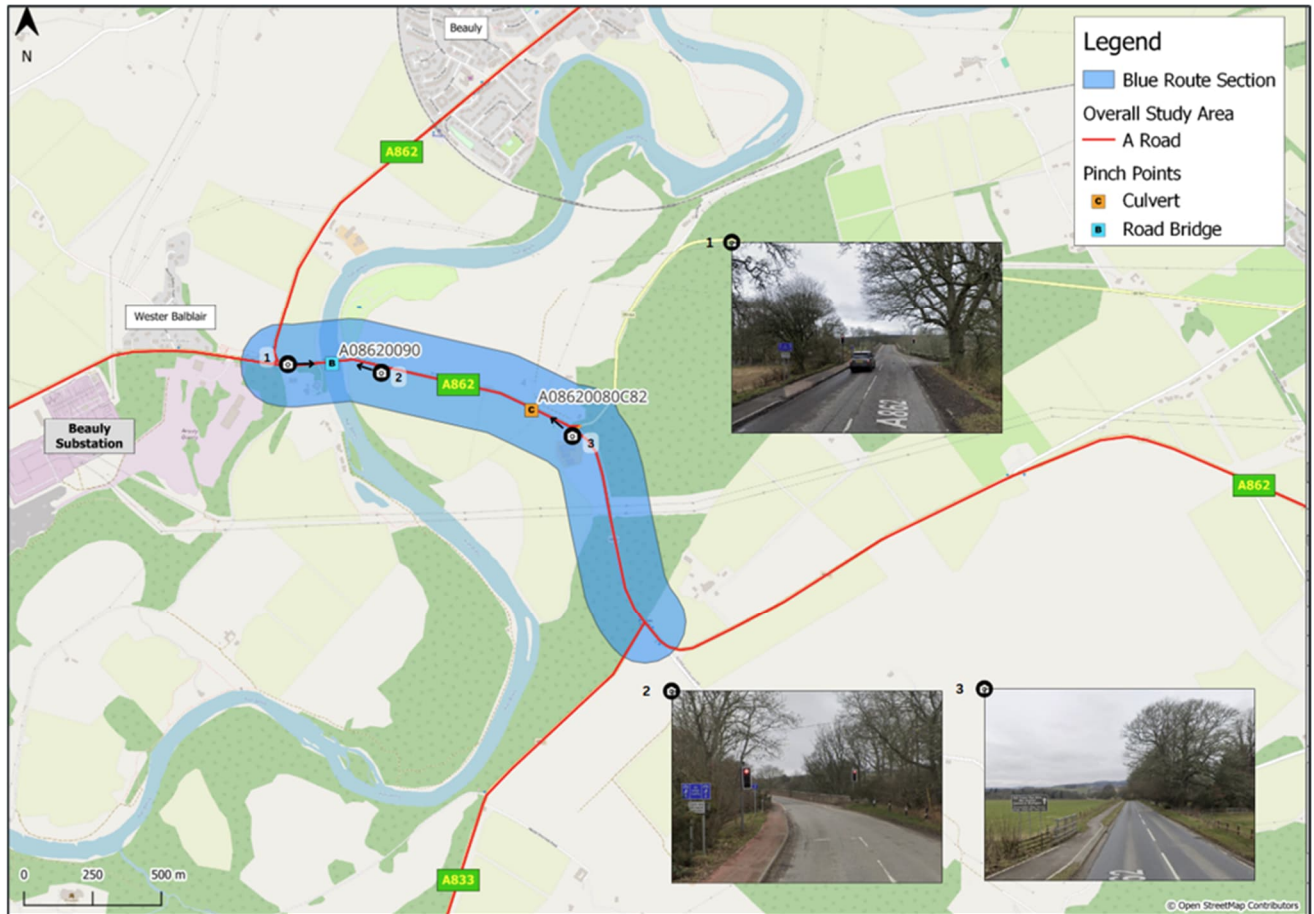 N
Beauly
Legend
Blue Route Section
Overall Study Area
A Road
Pinch Points
C Culvert
B Road Bridge
A862
1
A862
Wester Balblair
1
B
A08620090
2
A862
A08620080C82
C
3
Beauly
Substation
A862
2
3
0 250 500 m
A833
© Open StreetMap Contributors